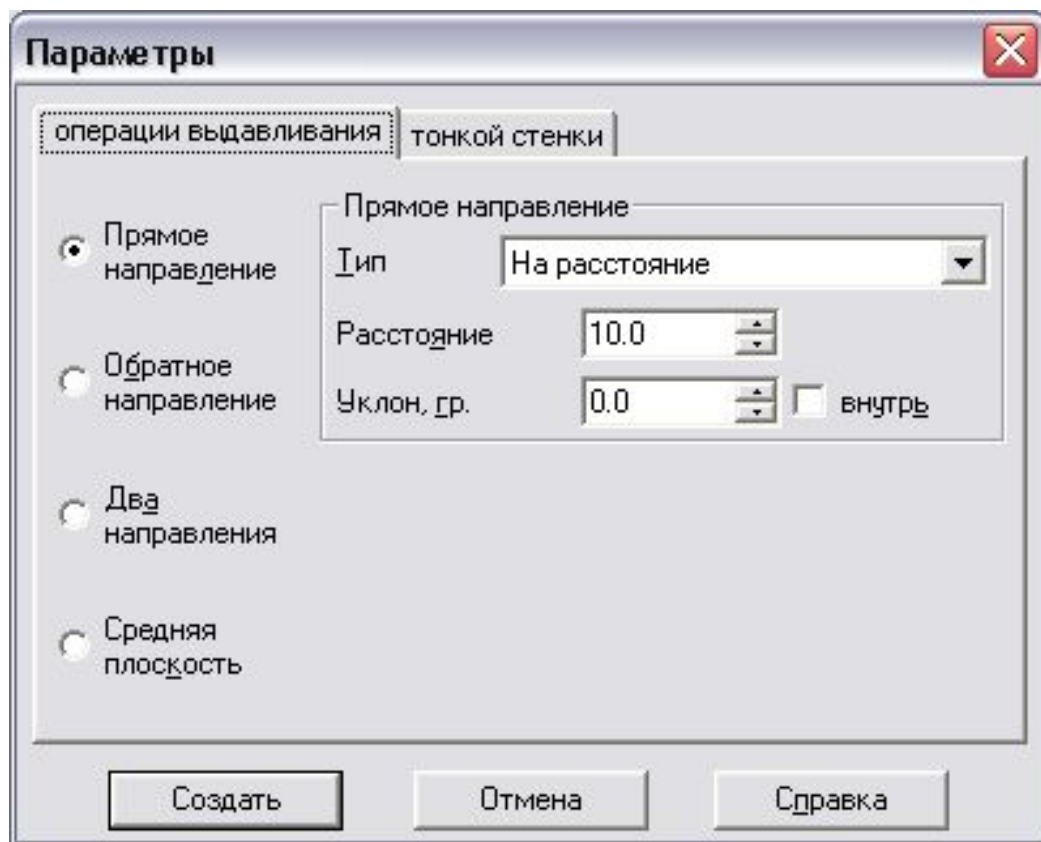 Параметры
операции выдавливания
тонкой стенки
Прямое
направление
Обратное
направление
Два
направления
Средняя
плоскость
Прямое направление
Тип
На расстояние
Расстояние
10.0
Уклон, гр.
0.0
внутрь
Создать
Отмена
Справка